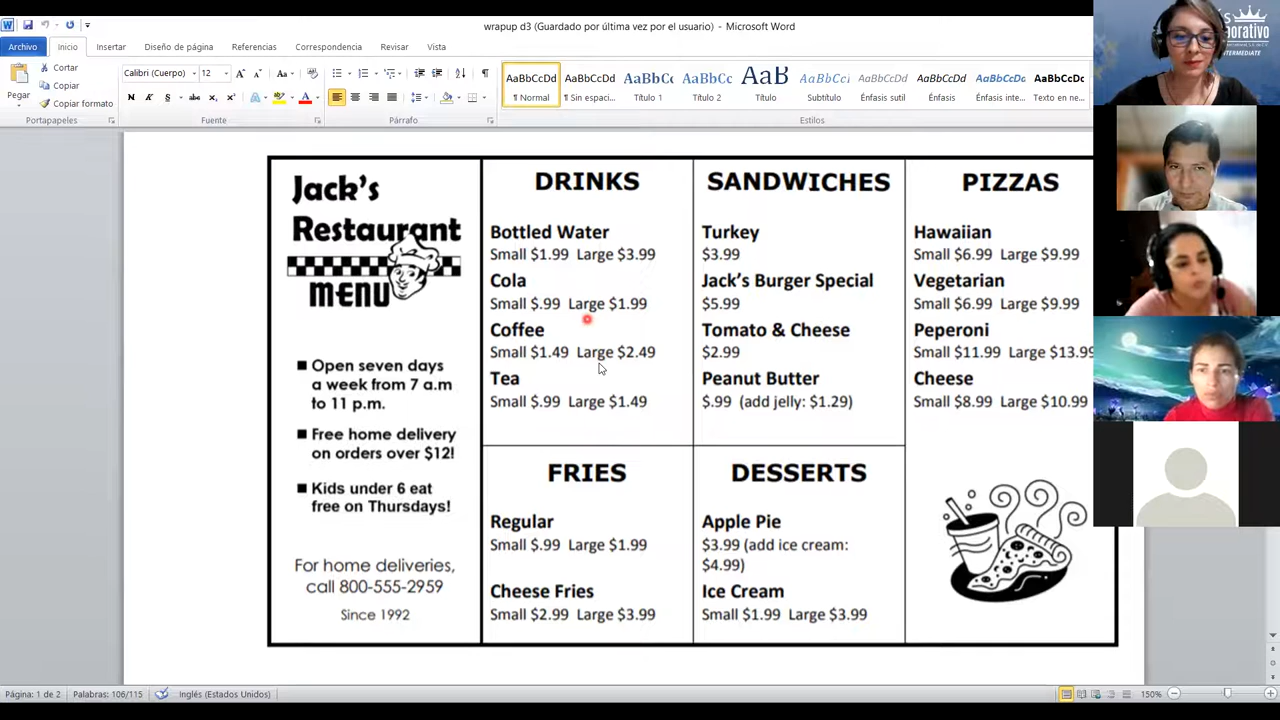 wrapup d3 (Guardado por última vez por el usuario) - Microsoft Word
Archivo Inicio Insertar Diseño de página Referencias Correspondencia Revisar Vista
Pegar
Cortar
Copiar
Copiar formato
Portapapeles
Calibri (Cuerpo) 12
Fuente
Párrafo
AaBbCcDd AaBbCcDd AaBbC AaBbCc AaB AaBbCc AaBbCcDd AaBbCcDd AaBbCcDd AaBbCcDc
¶ Normal ¶ Sin espaci... Título 1 Título 2 Título Subtítulo Énfasis sutil Énfasis Énfasis inte... Texto en ne...
Estilos
INTERMEDIATE
Jack's
Restaurant
MENU
Open seven days
a week from 7 a.m
to 11 p.m.
Free home delivery
on orders over $12!
Kids under 6 eat
free on Thursdays!
For home deliveries,
call 800-555-2959
Since 1992
DRINKS
Bottled Water
Small $1.99 Large $3.99
Cola
Small $.99 Large $1.99
Coffee
Small $1.49 Large $2.49
Tea
Small $.99 Large $1.49
SANDWICHES
Turkey
$3.99
Jack's Burger Special
$5.99
Tomato & Cheese
$2.99
Peanut Butter
$.99 (add jelly: $1.29)
PIZZAS
Hawaiian
Small $6.99 Large $9.99
Vegetarian
Small $6.99 Large $9.99
Peperoni
Small $11.99 Large $13.99
Cheese
Small $8.99 Large $10.99
FRIES
Regular
Small $.99 Large $1.99
Cheese Fries
Small $2.99 Large $3.99
DESSERTS
Apple Pie
$3.99 (add ice cream:
$4.99)
Ice Cream
Small $1.99 Large $3.99
Página: 1 de 2 Palabras: 106/115 Inglés (Estados Unidos) 150%